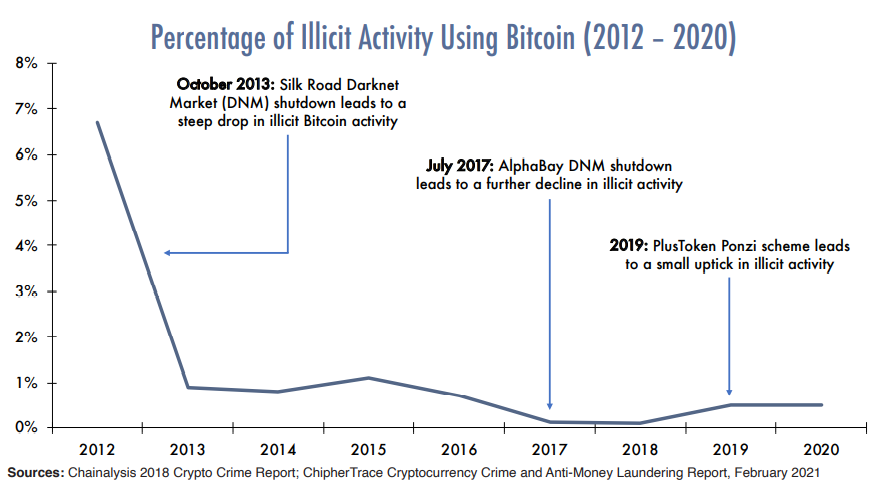 Percentage of Illicit Activity Using Bitcoin (2012 – 2020)
8%
October 2013: Silk Road Darknet
Market (DNM) shutdown leads to a
steep drop in illicit Bitcoin activity
7%
6%
July 2017: AlphaBay DNM shutdown
leads to a further decline in illicit activity
5%
4%
2019: PlusToken Ponzi scheme leads
to a small uptick in illicit activity
3%
2%
1%
0%
2012 2013 2014 2015 2016 2017 2018 2019 2020
Sources: Chainalysis 2018 Crypto Crime Report; ChipherTrace Cryptocurrency Crime and Anti-Money Laundering Report, February 2021